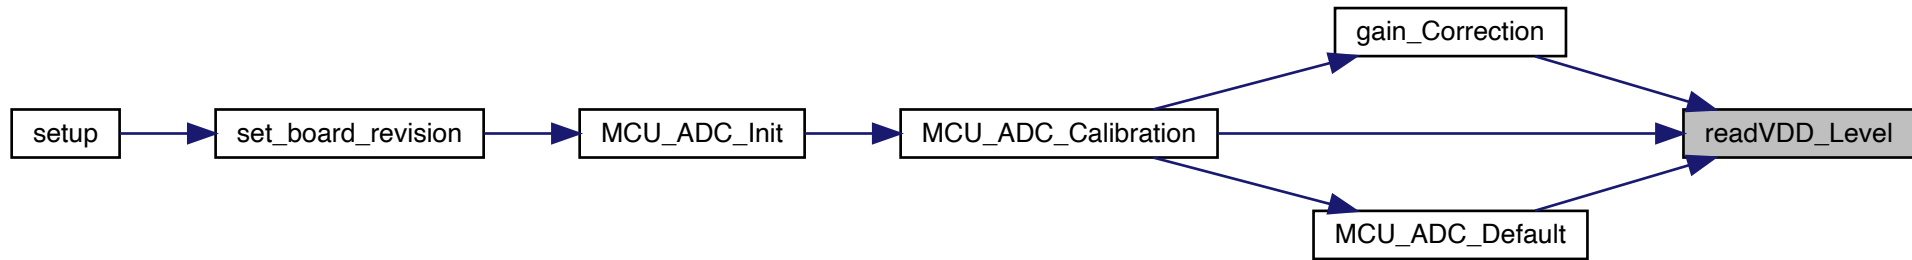 setup
set_board_revision
MCU_ADC_Init
MCU_ADC_Calibration
gain_Correction
MCU_ADC_Default
readVDD_Level